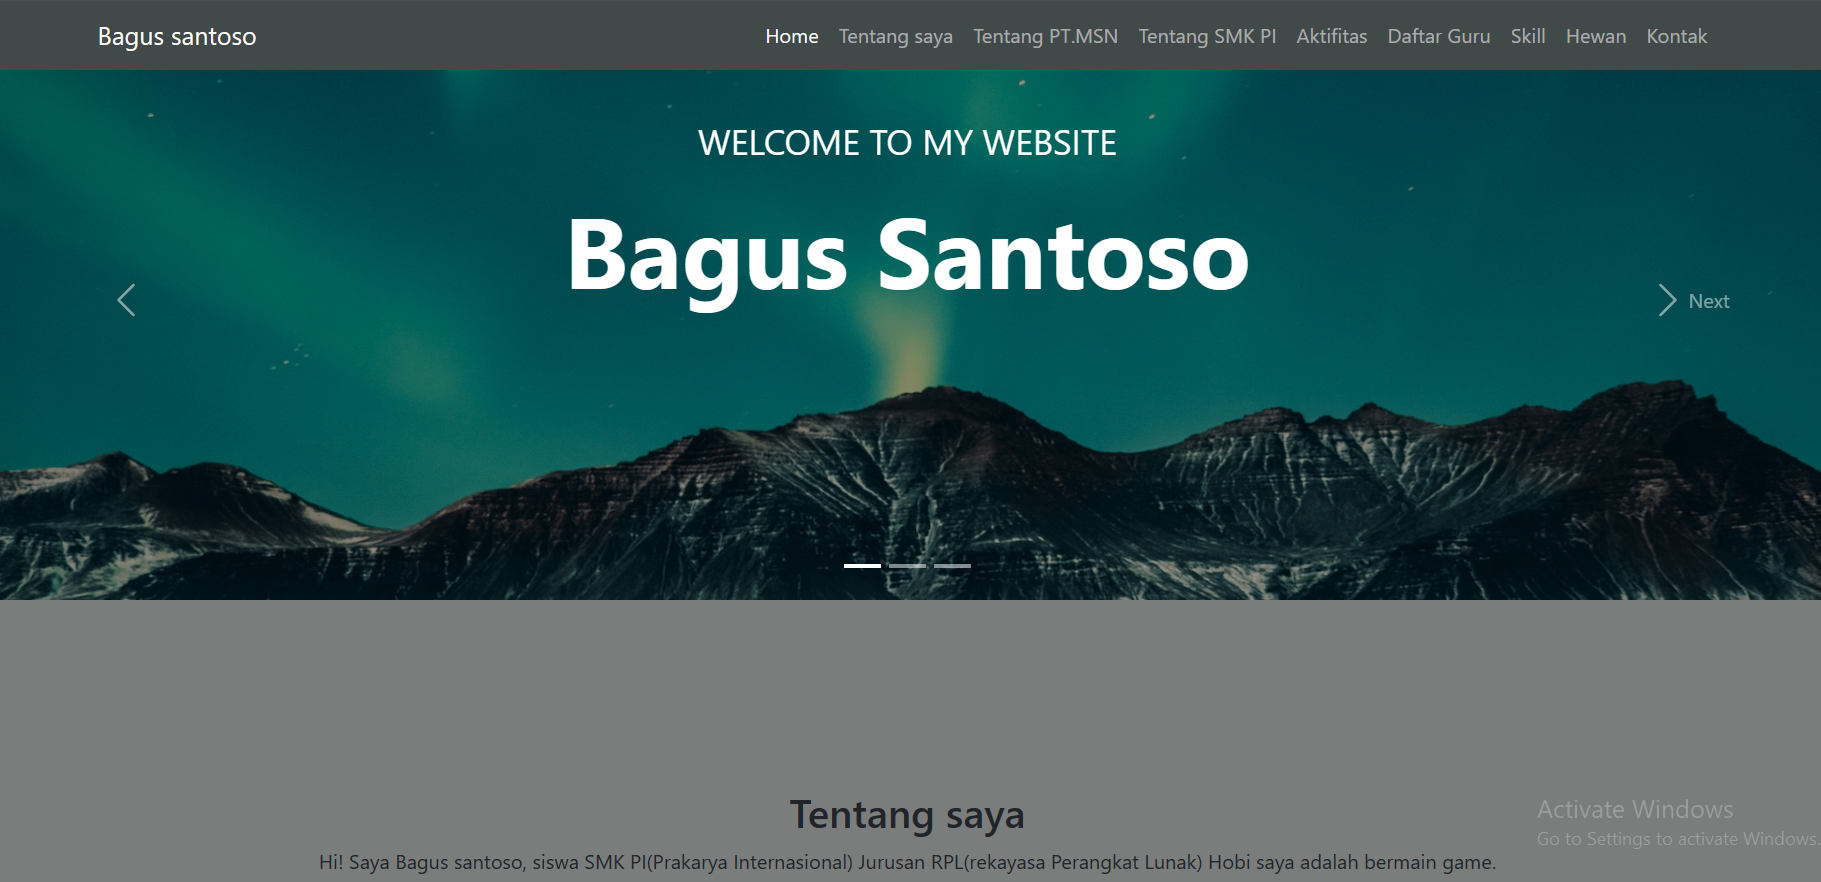 Bagus santoso
Home Tentang saya Tentang PT.MSN Tentang SMK PI Aktifitas Daftar Guru Skill Hewan Kontak
WELCOME TO MY WEBSITE
Bagus Santoso
Next
Tentang saya
Hi! Saya Bagus santoso, siswa SMK PI(Prakarya Internasional) Jurusan RPL(rekayasa Perangkat Lunak) Hobi saya adalah bermain game.
Activate Windows
Go to Settings to activate Windows.